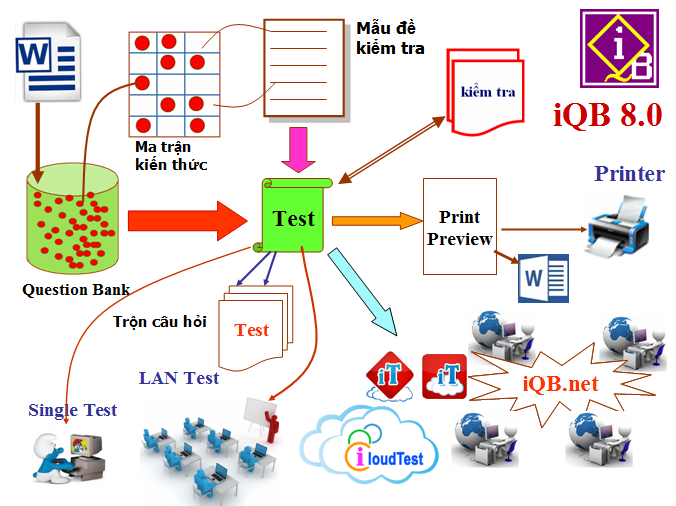 W
Mẫu đề
kiểm tra
i
B
kiểm tra
iQB 8.0
Ma trận
kiến thức
Printer
Test
Print
Preview
W
Question Bank
Trộn câu hỏi
Test
iT
iT
iQB.net
LAN Test
Single Test
iCloudTest